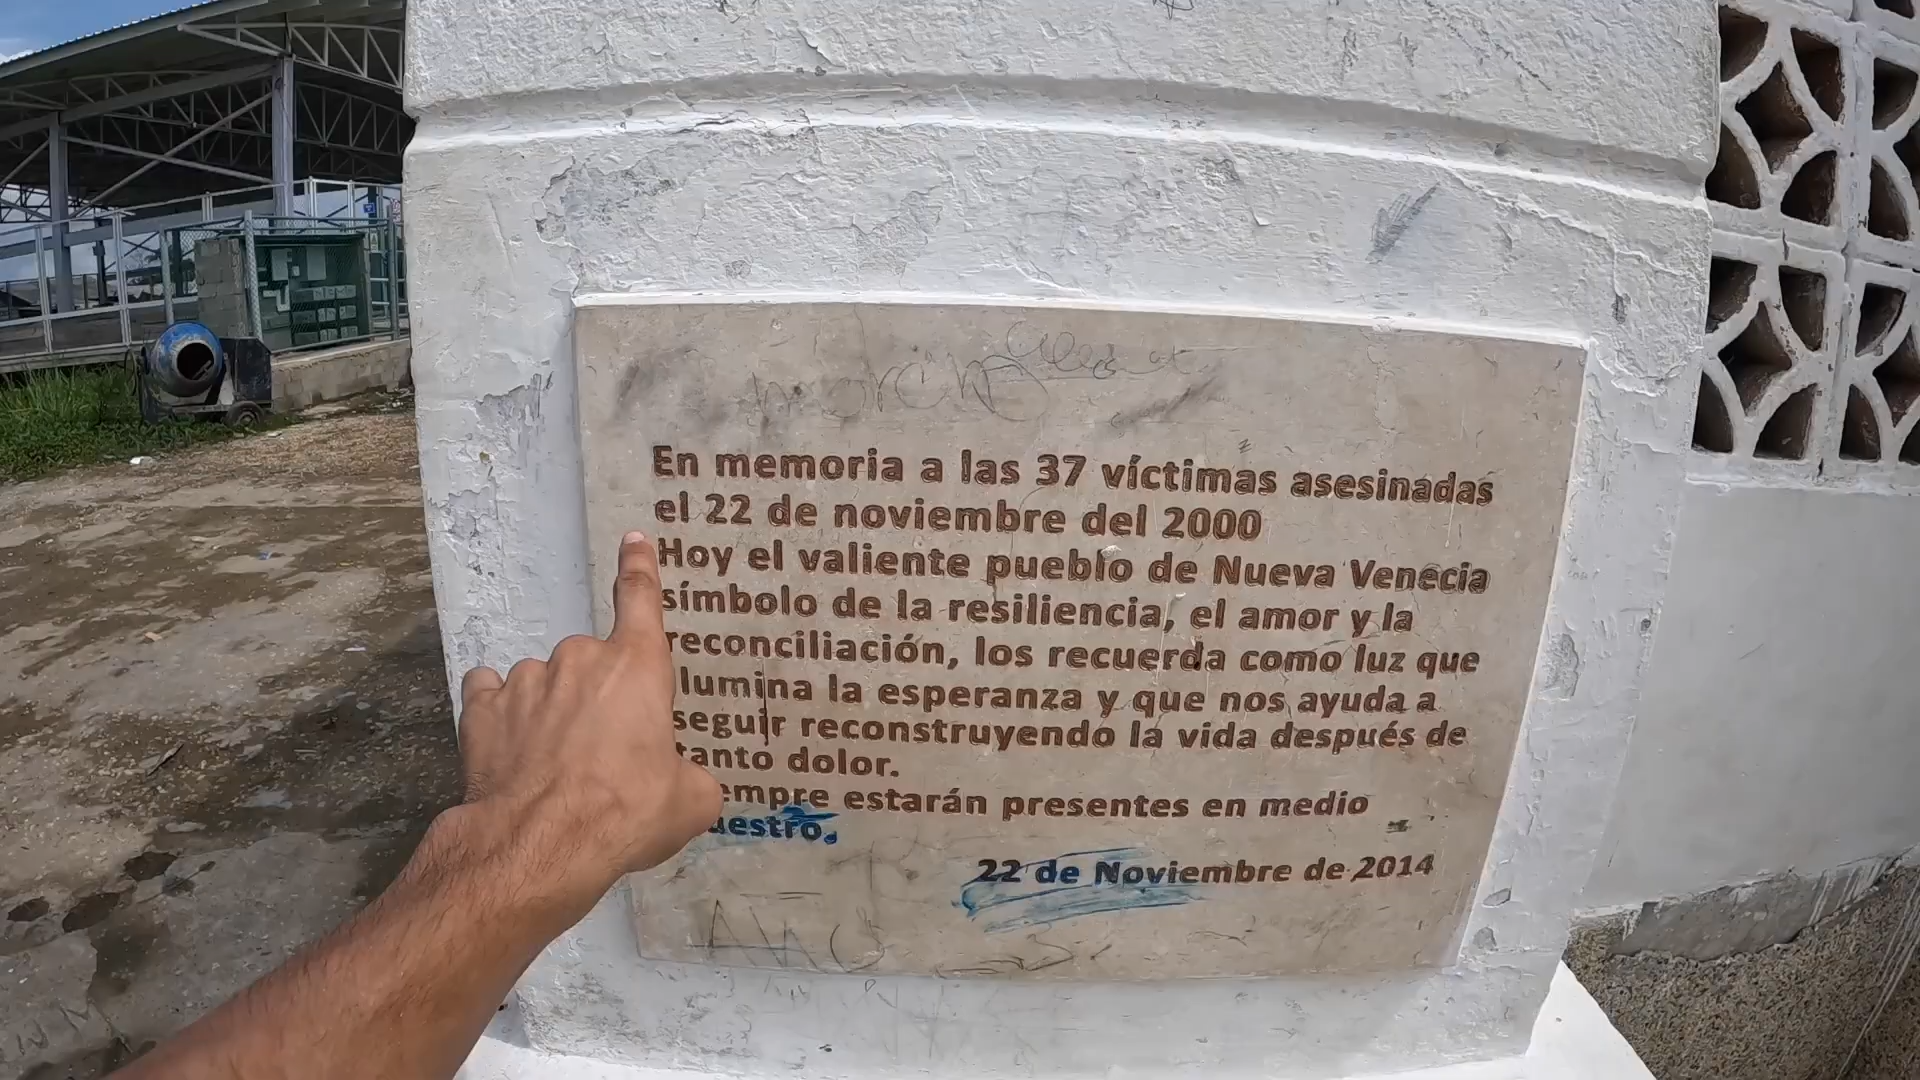 En memoria a las 37 víctimas asesinadas
el 22 de noviembre del 2000
Hoy el valiente pueblo de Nueva Venecia
símbolo de la resiliencia, el amor y la
reconciliación, los recuerda como luz que
lumina la esperanza y que nos ayuda a
seguir reconstruyendo la vida después de
tanto dolor.
empre estarán presentes en medio
uestro.
22 de Noviembre de 2014